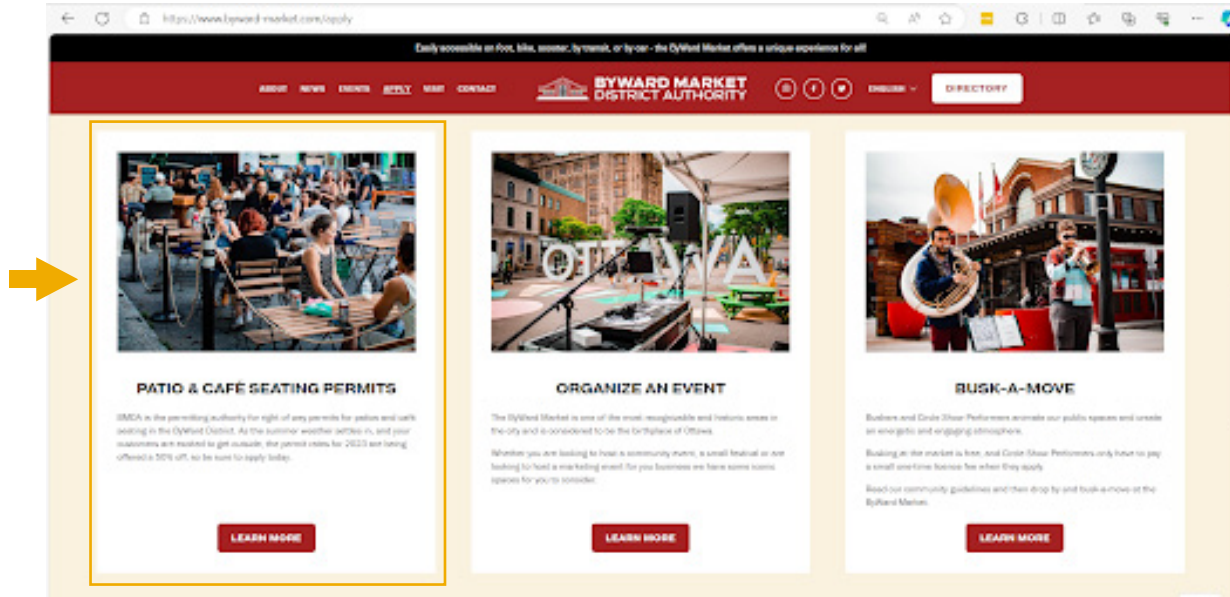 https://www.byward-market.com/apply
Easily accessible on foot, bike, scooter, by transit, or by car - the ByWard Market offers a unique experience for all!
ABOUT NEWS EVENTS APPLY VISIT CONTACT
BYWARD MARKET
DISTRICT AUTHORITY
ENGLISH
DIRECTORY
OTTAWA
PATIO & CAFÉ SEATING PERMITS
BMDA is the permitting authority for right of way permits for patios and café
seating in the ByWard District. As the summer weather settles in, and your
customers are excited to get outside, the permit rates for 2023 are being
offered a 50% off, so be sure to apply today.
LEARN MORE
ORGANIZE AN EVENT
The ByWard Market is one of the most recognizable and historic areas in
the city and is considered to be the birthplace of Ottawa.
Whether you are looking to host a community event, a small festival or are
looking to host a marketing event for you business we have some iconic
spaces for you to consider.
LEARN MORE
BUSK-A-MOVE
Buskers and Circle Show Performers animate our public spaces and create
an energetic and engaging atmosphere.
Busking at the market is free, and Circle Show Performers only have to pay
a small one-time licence fee when they apply.
Read our community guidelines and then drop by and busk-a-move at the
ByWard Market.
LEARN MORE